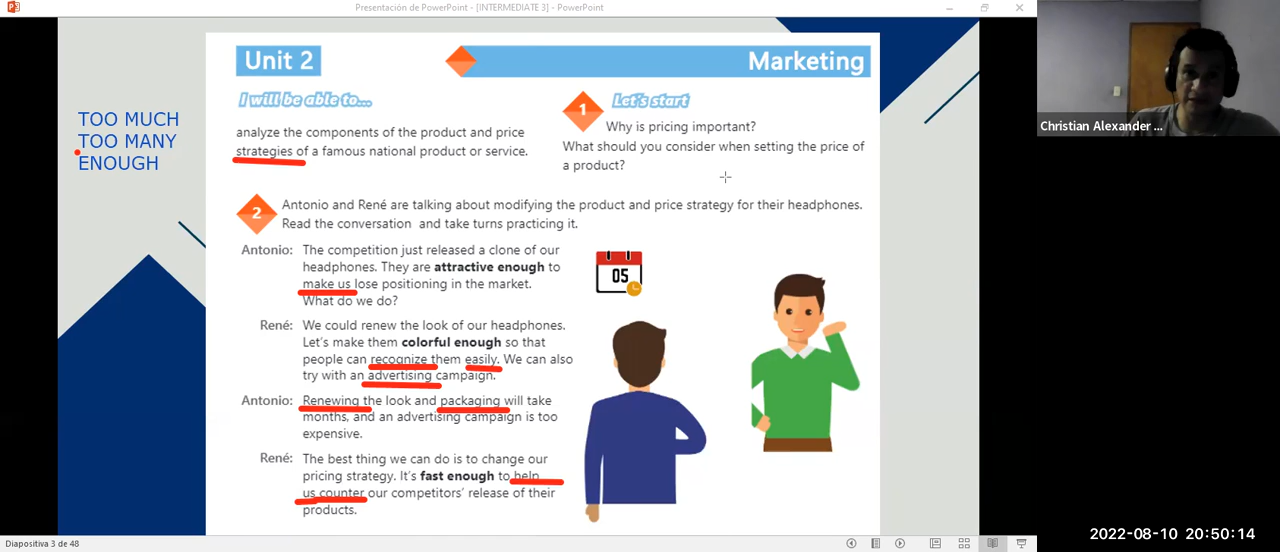 Presentación de PowerPoint - [INTERMEDIATE 3] - PowerPoint
TOO MUCH
TOO MANY
ENOUGH
Unit 2
Marketing
I will be able to...
analyze the components of the product and price
strategies of a famous national product or service.
1
Let's start
Why is pricing important?
What should you consider when setting the price of
a product?
2
Antonio and René are talking about modifying the product and price strategy for their headphones.
Read the conversation and take turns practicing it.
Antonio: The competition just released a clone of our
headphones. They are attractive enough to
make us lose positioning in the market.
What do we do?
René: We could renew the look of our headphones.
Let's make them colorful enough so that
people can recognize them easily. We can also
try with an advertising campaign.
Antonio: Renewing the look and packaging will take
months, and an advertising campaign is too
expensive.
René: The best thing we can do is to change our
pricing strategy. It's fast enough to help
us counter our competitors' release of their
products.
05
Christian Alexander ...
Diapositiva 3 de 48
2022-08-10 20:50:14